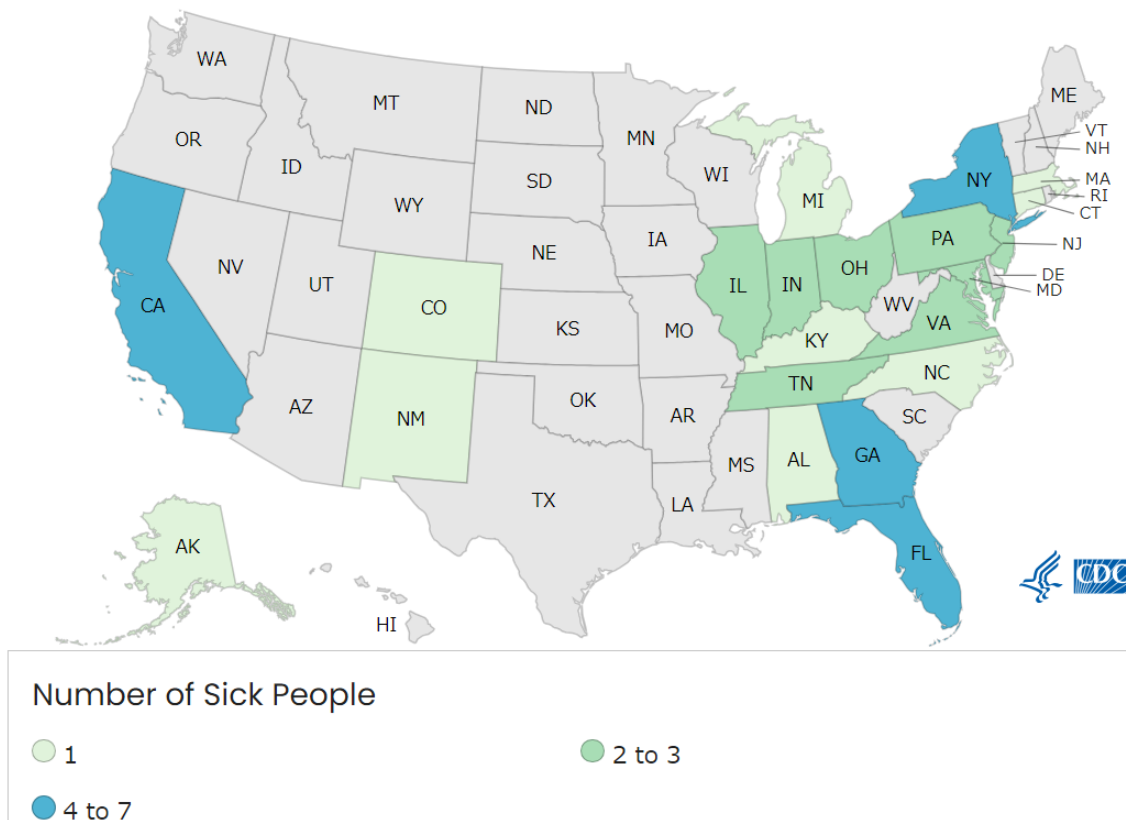 WA
MT
ND
MN
ME
VT
NH
OR
ID
SD
WI
MI
NY
MA
RI
CT
WY
IA
PA
NJ
NE
NV
UT
IL
IN
OH
DE
MD
CA
CO
KS
MO
WV
VA
KY
AZ
NM
OK
AR
TN
NC
SC
MS
AL
GA
TX
LA
AK
FL
HI
CDC
Number of Sick People
1
2 to 3
4 to 7